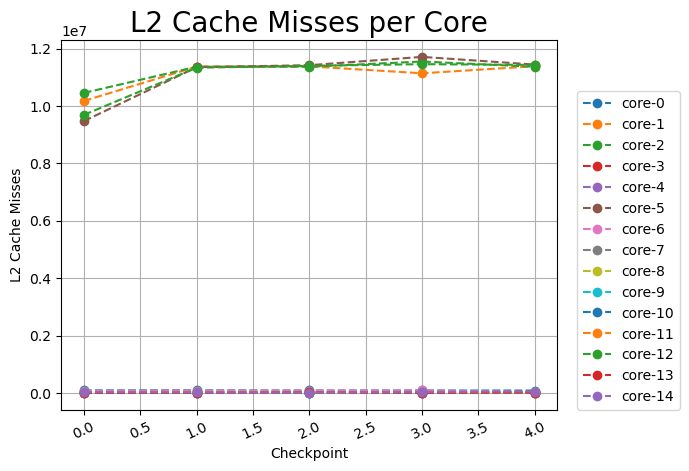 L2 Cache Misses per Core
1e7
1.2
1.0
0.8
0.6
0.4
0.2
0.0
L2 Cache Misses
0.0 0.5 1.0 1.5 2.0 2.5 3.0 3.5 4.0
Checkpoint
core-0
core-1
core-2
core-3
core-4
core-5
core-6
core-7
core-8
core-9
core-10
core-11
core-12
core-13
core-14